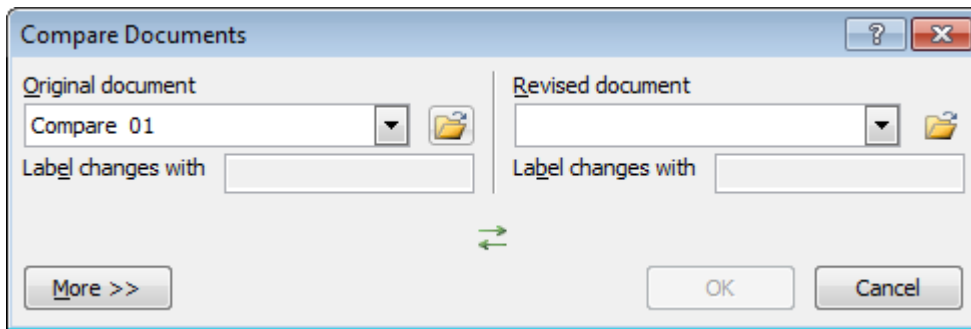 Compare Documents
Original document
Revised document
Compare 01
Label changes with
Label changes with
More >>
OK
Cancel